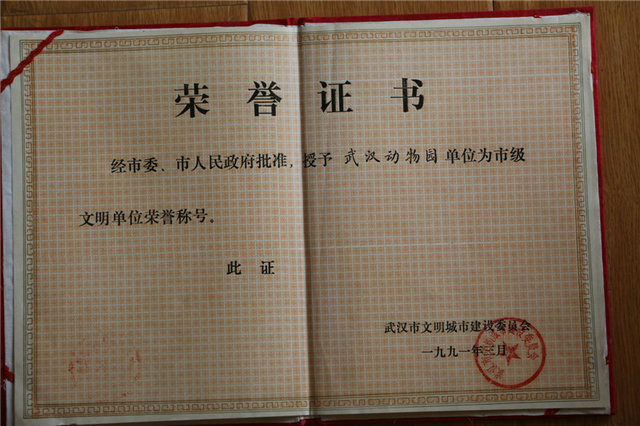 荣誉证书
经市委、市人民政府批准，授予 武汉动物园 单位为市级
文明单位荣誉称号。
此证
武汉市文明城市建设委员会
一九九一年三月